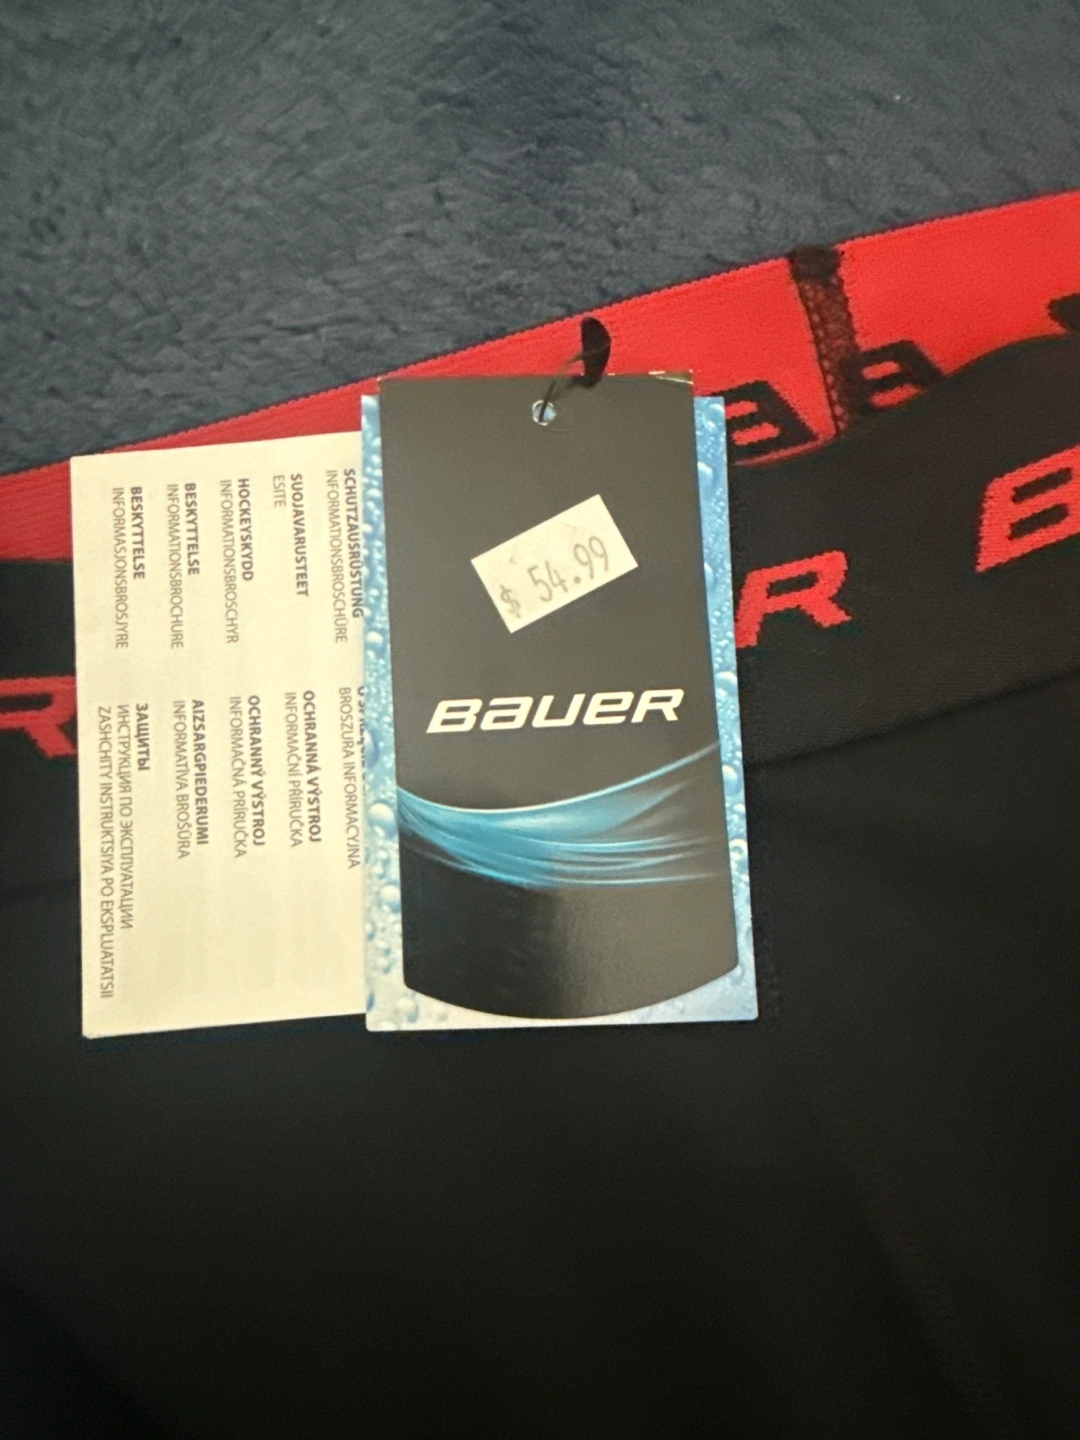 SCHUTZAUSRÜSTUNG
INFORMATIONSBROSCHÜRE
SUOJAVARUSTEET
ESITE
HOCKEYSKYDD
INFORMATIONSBROSCHYR
BESKYTTELSE
INFORMATIONSBROCHURE
BESKYTTELSE
INFORMASJONSBROSJYRE
BROSZURA INFORMACYJNA
OCHRANNÁ VÝSTROJ
INFORMAČNÍ PŘÍRUČKA
OCHRANNÝ VÝSTROJ
INFORMAČNÁ PRÍRUČKA
AIZSARGPIEDERUMI
INFORMATĪVA BROŠŪRA
ЗАЩИТЫ
ИНСТРУКЦИЯ ПО ЭКСПЛУАТАЦИИ
ZASHCHITY INSTRUKTSIYA PO EKSPLUATATSII
$ 54.99
BAUER
R
R
B